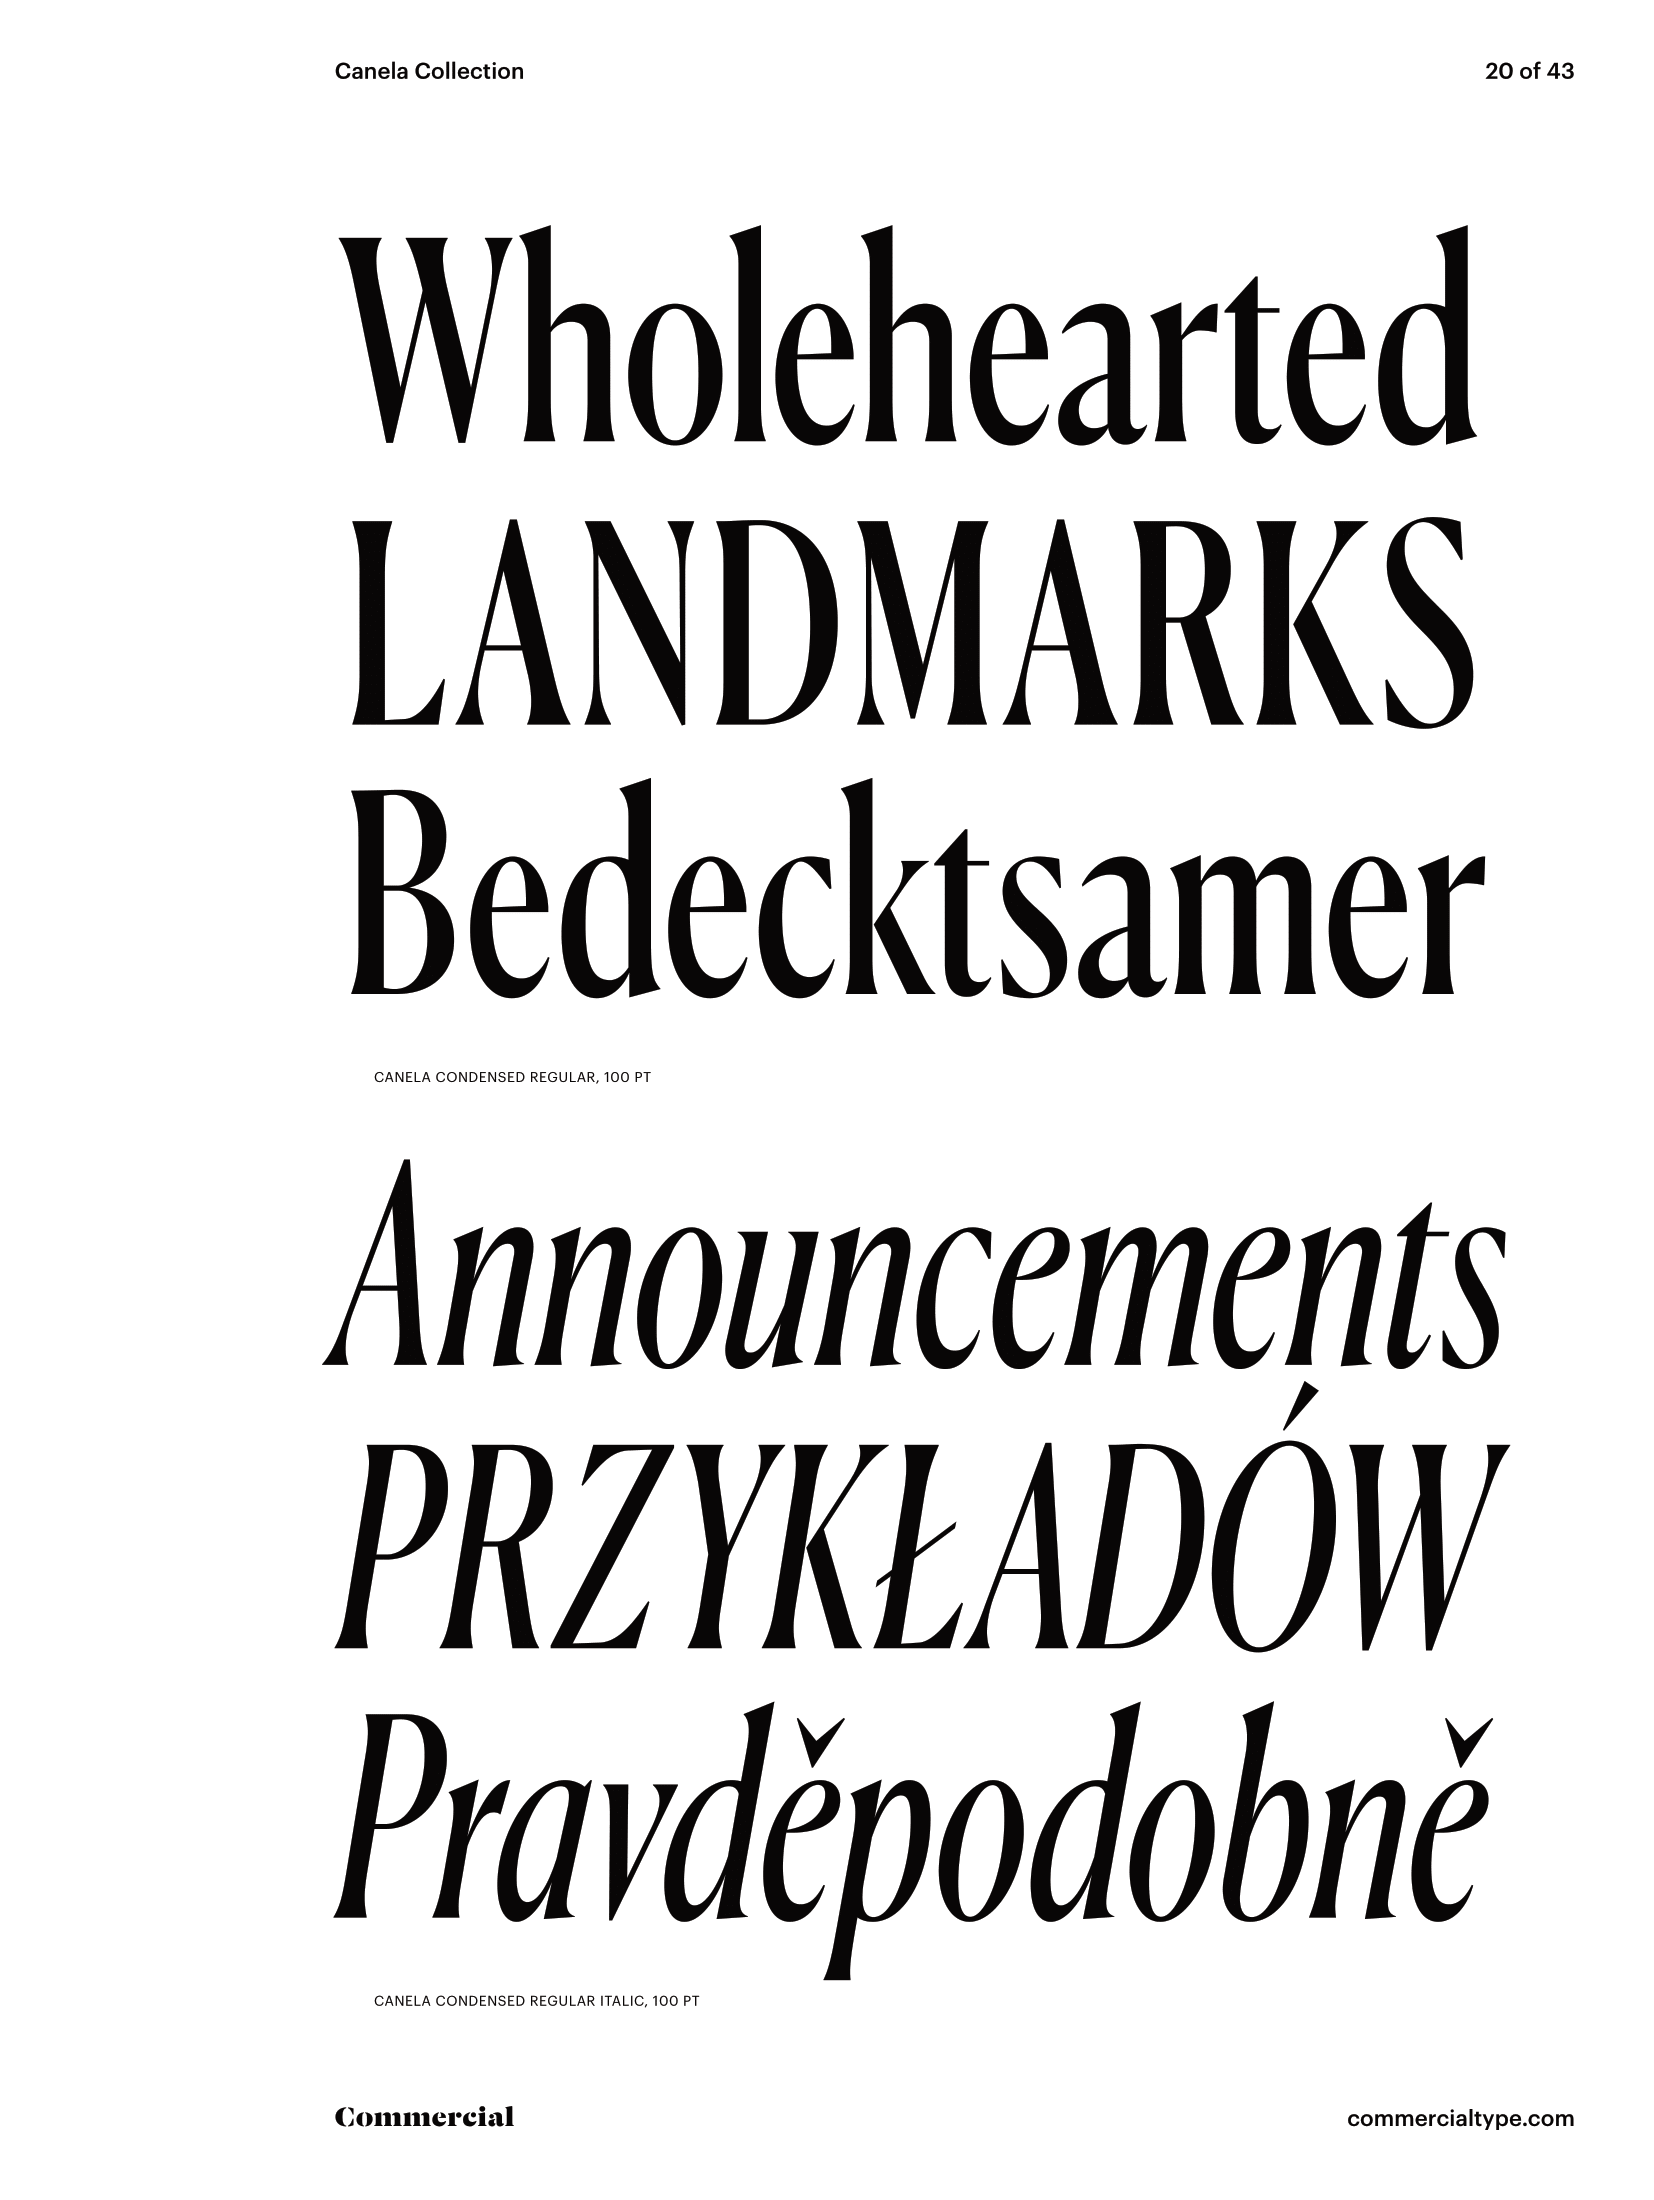 Canela Collection
20 of 43
Wholehearted
LANDMARKS
Bedecktsamer
CANELA CONDENSED REGULAR, 100 PT
Announcements
PRZYKŁADÓW
Pravděpodobně
CANELA CONDENSED REGULAR ITALIC, 100 PT
Commercial
commercialtype.com